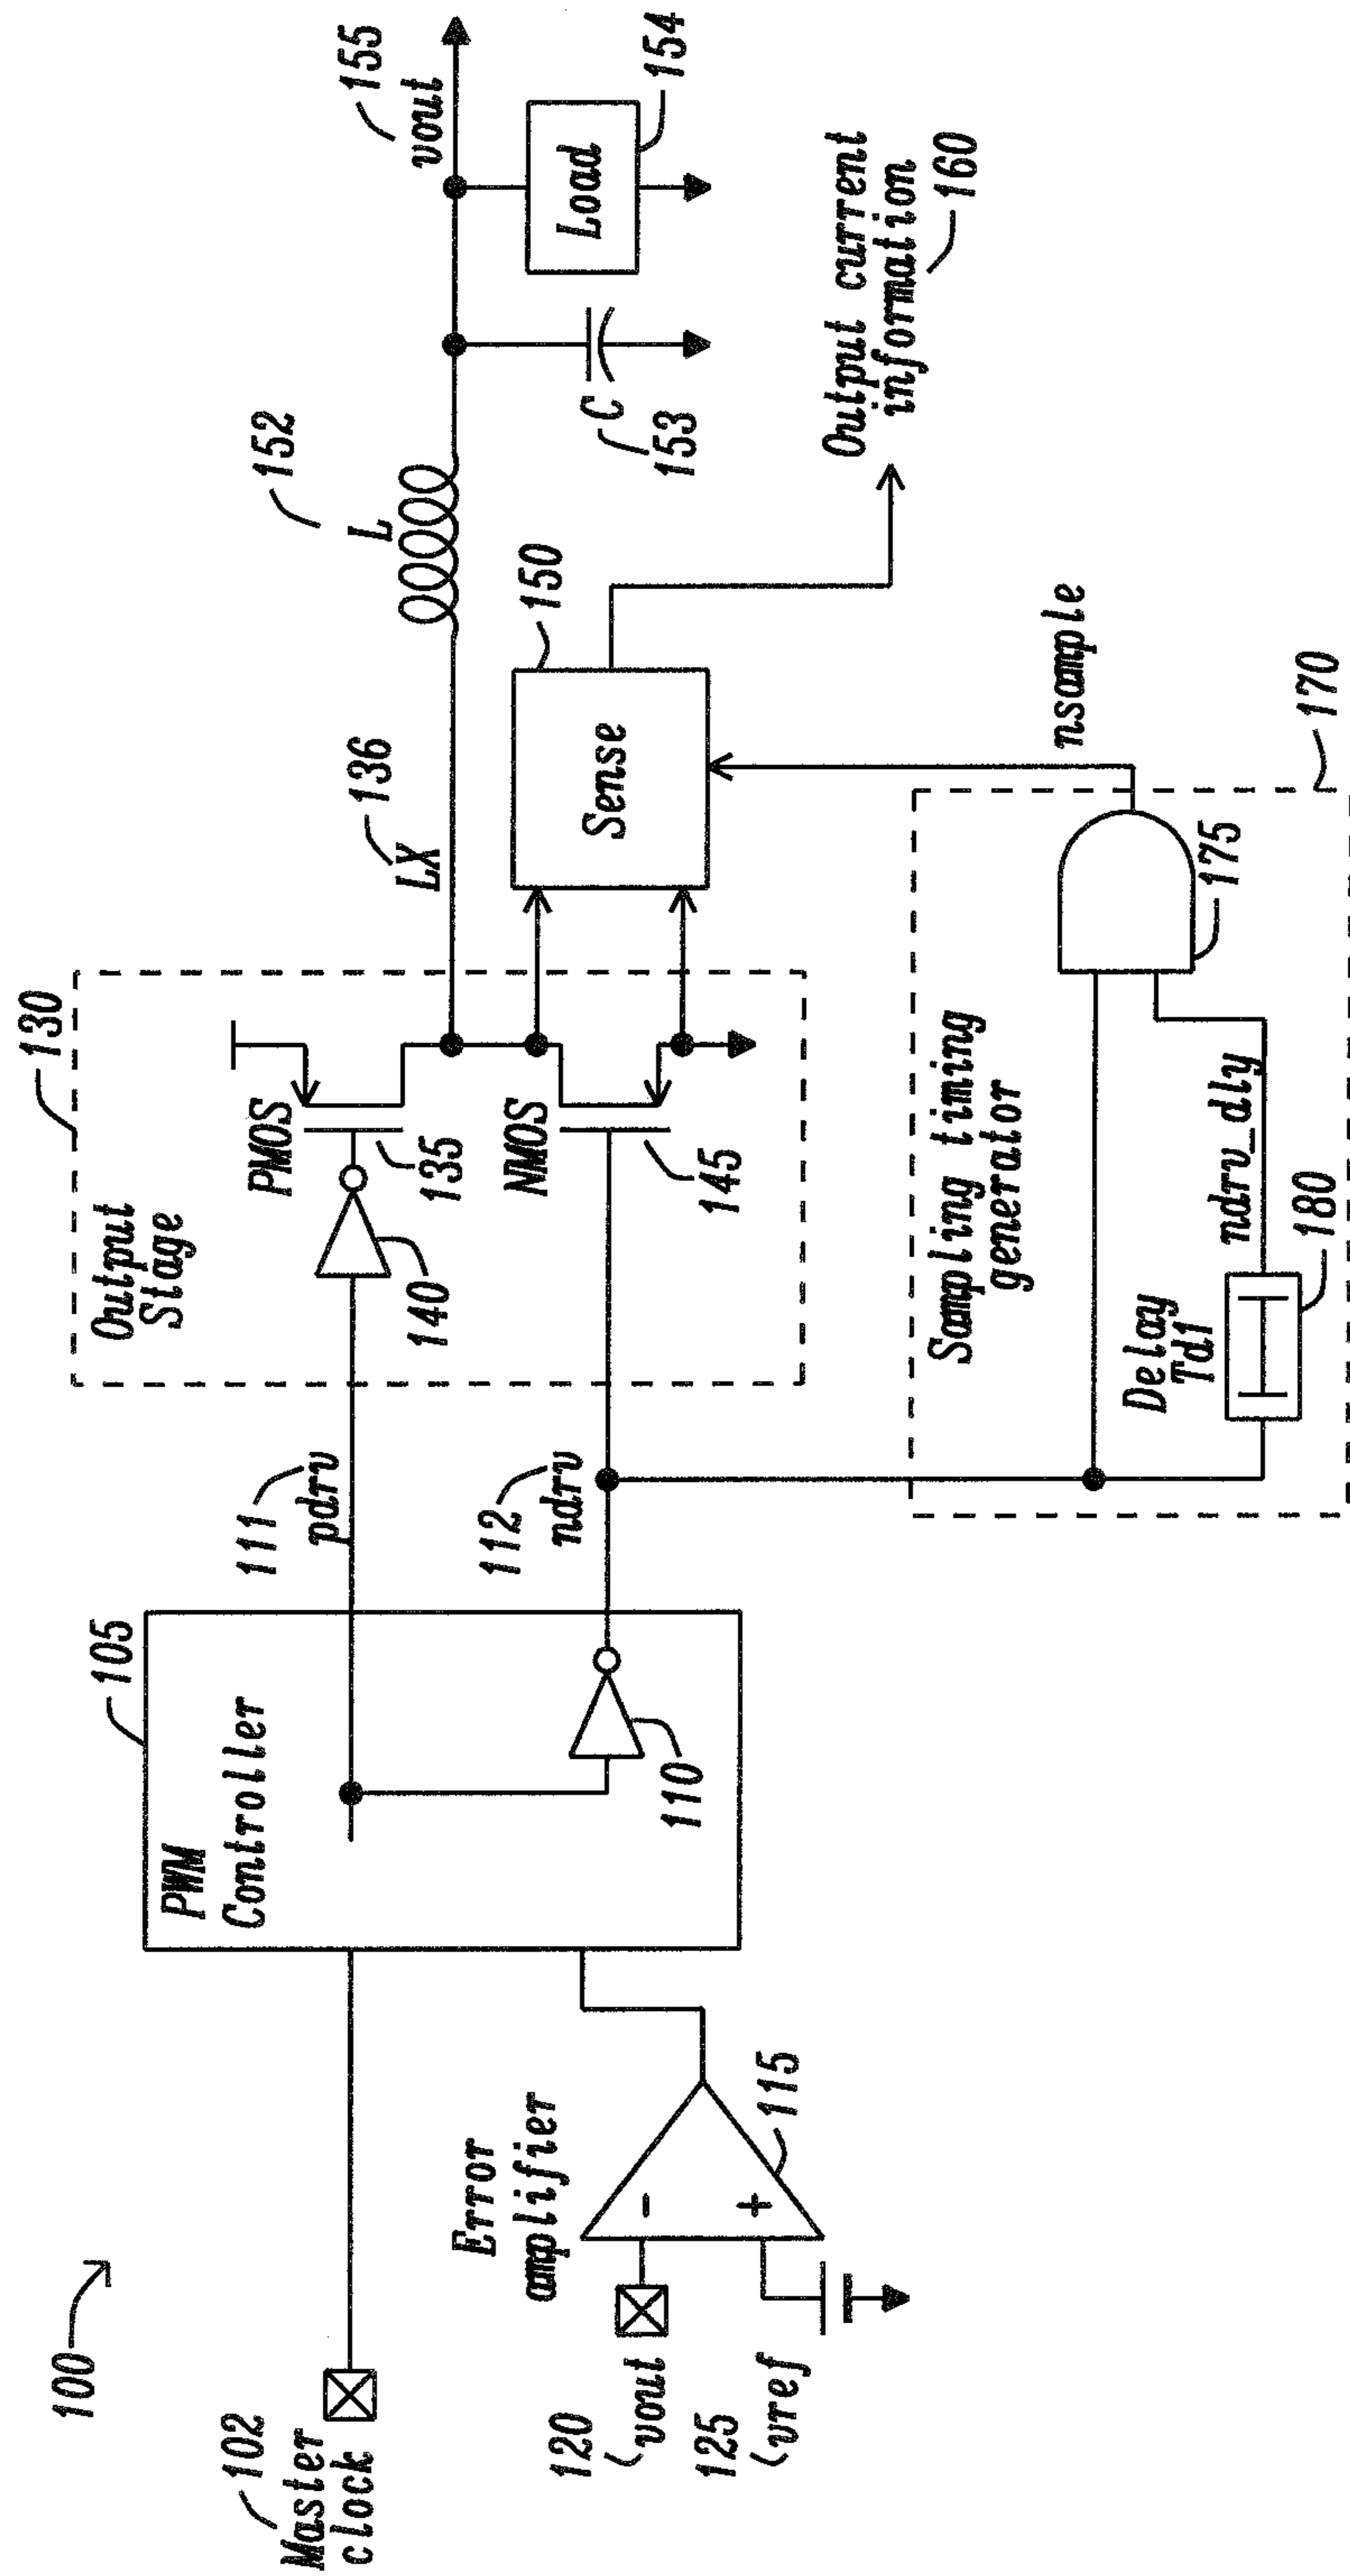 100
102
Master
clock
120
vout
125
vref
Error
amplifier
-
+
115
105
PWM
Controller
110
111
pdrv
112
ndrv
130
Output
Stage
PMOS
135
140
NMOS
145
136
LX
Sense
150
152
L
C
153
155
vout
Load
154
Output current
information
160
Sampling timing
generator
Delay
Td1
180
ndrv_dly
175
nsample
170